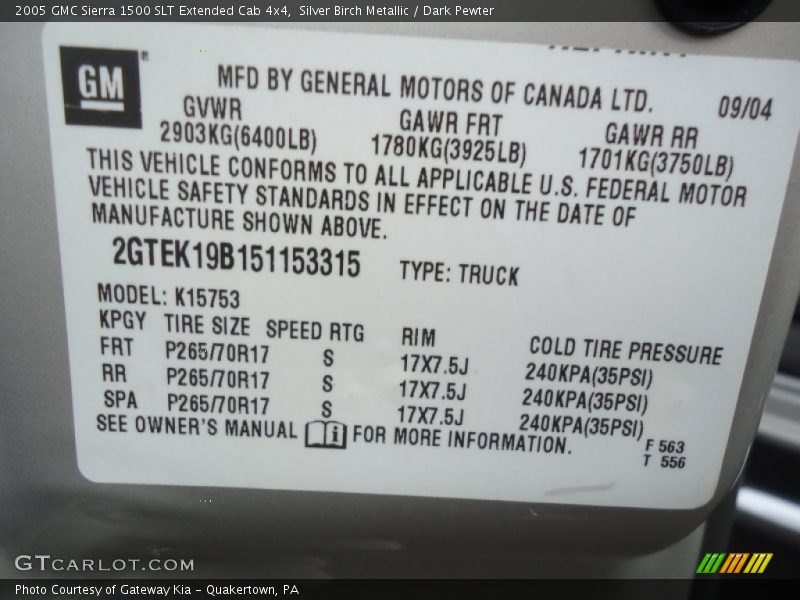 2005 GMC Sierra 1500 SLT Extended Cab 4x4, Silver Birch Metallic / Dark Pewter
GM
MFD BY GENERAL MOTORS OF CANADA LTD. 09/04
GVWR GAWR FRT GAWR RR
2903KG(6400LB) 1780KG(3925LB) 1701KG(3750LB)
THIS VEHICLE CONFORMS TO ALL APPLICABLE U.S. FEDERAL MOTOR
VEHICLE SAFETY STANDARDS IN EFFECT ON THE DATE OF
MANUFACTURE SHOWN ABOVE.
2GTEK19B151153315 TYPE: TRUCK
MODEL: K15753
KPGY TIRE SIZE SPEED RTG RIM COLD TIRE PRESSURE
FRT P265/70R17 S 17X7.5J 240KPA(35PSI)
RR P265/70R17 S 17X7.5J 240KPA(35PSI)
SPA P265/70R17 S 17X7.5J 240KPA(35PSI)
SEE OWNER'S MANUAL i FOR MORE INFORMATION.
F 563
T 556
GTCARLOT.COM
Photo Courtesy of Gateway Kia - Quakertown, PA